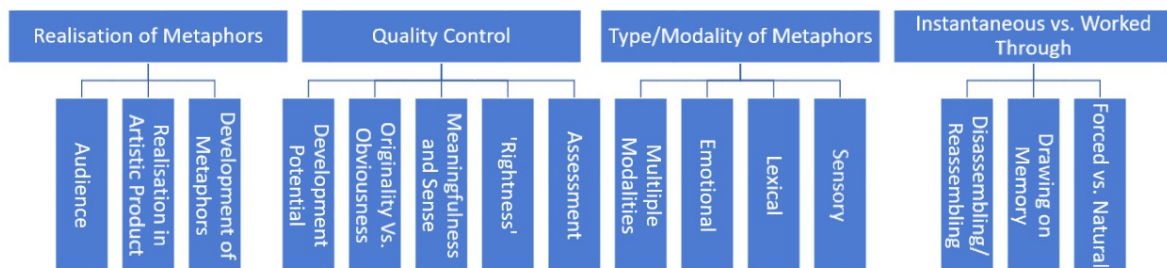 Realisation of Metaphors
Audience
Realisation in
Artistic Product
Development of
Metaphors
Quality Control
Development
Potential
Originality Vs.
Obviousness
Meaningfulness
and Sense
'Rightness'
Assessment
Type/Modality of Metaphors
Multiple
Modalities
Emotional
Lexical
Sensory
Instantaneous vs. Worked
Through
Disassembling/
Reassembling
Drawing on
Memory
Forced vs. Natural